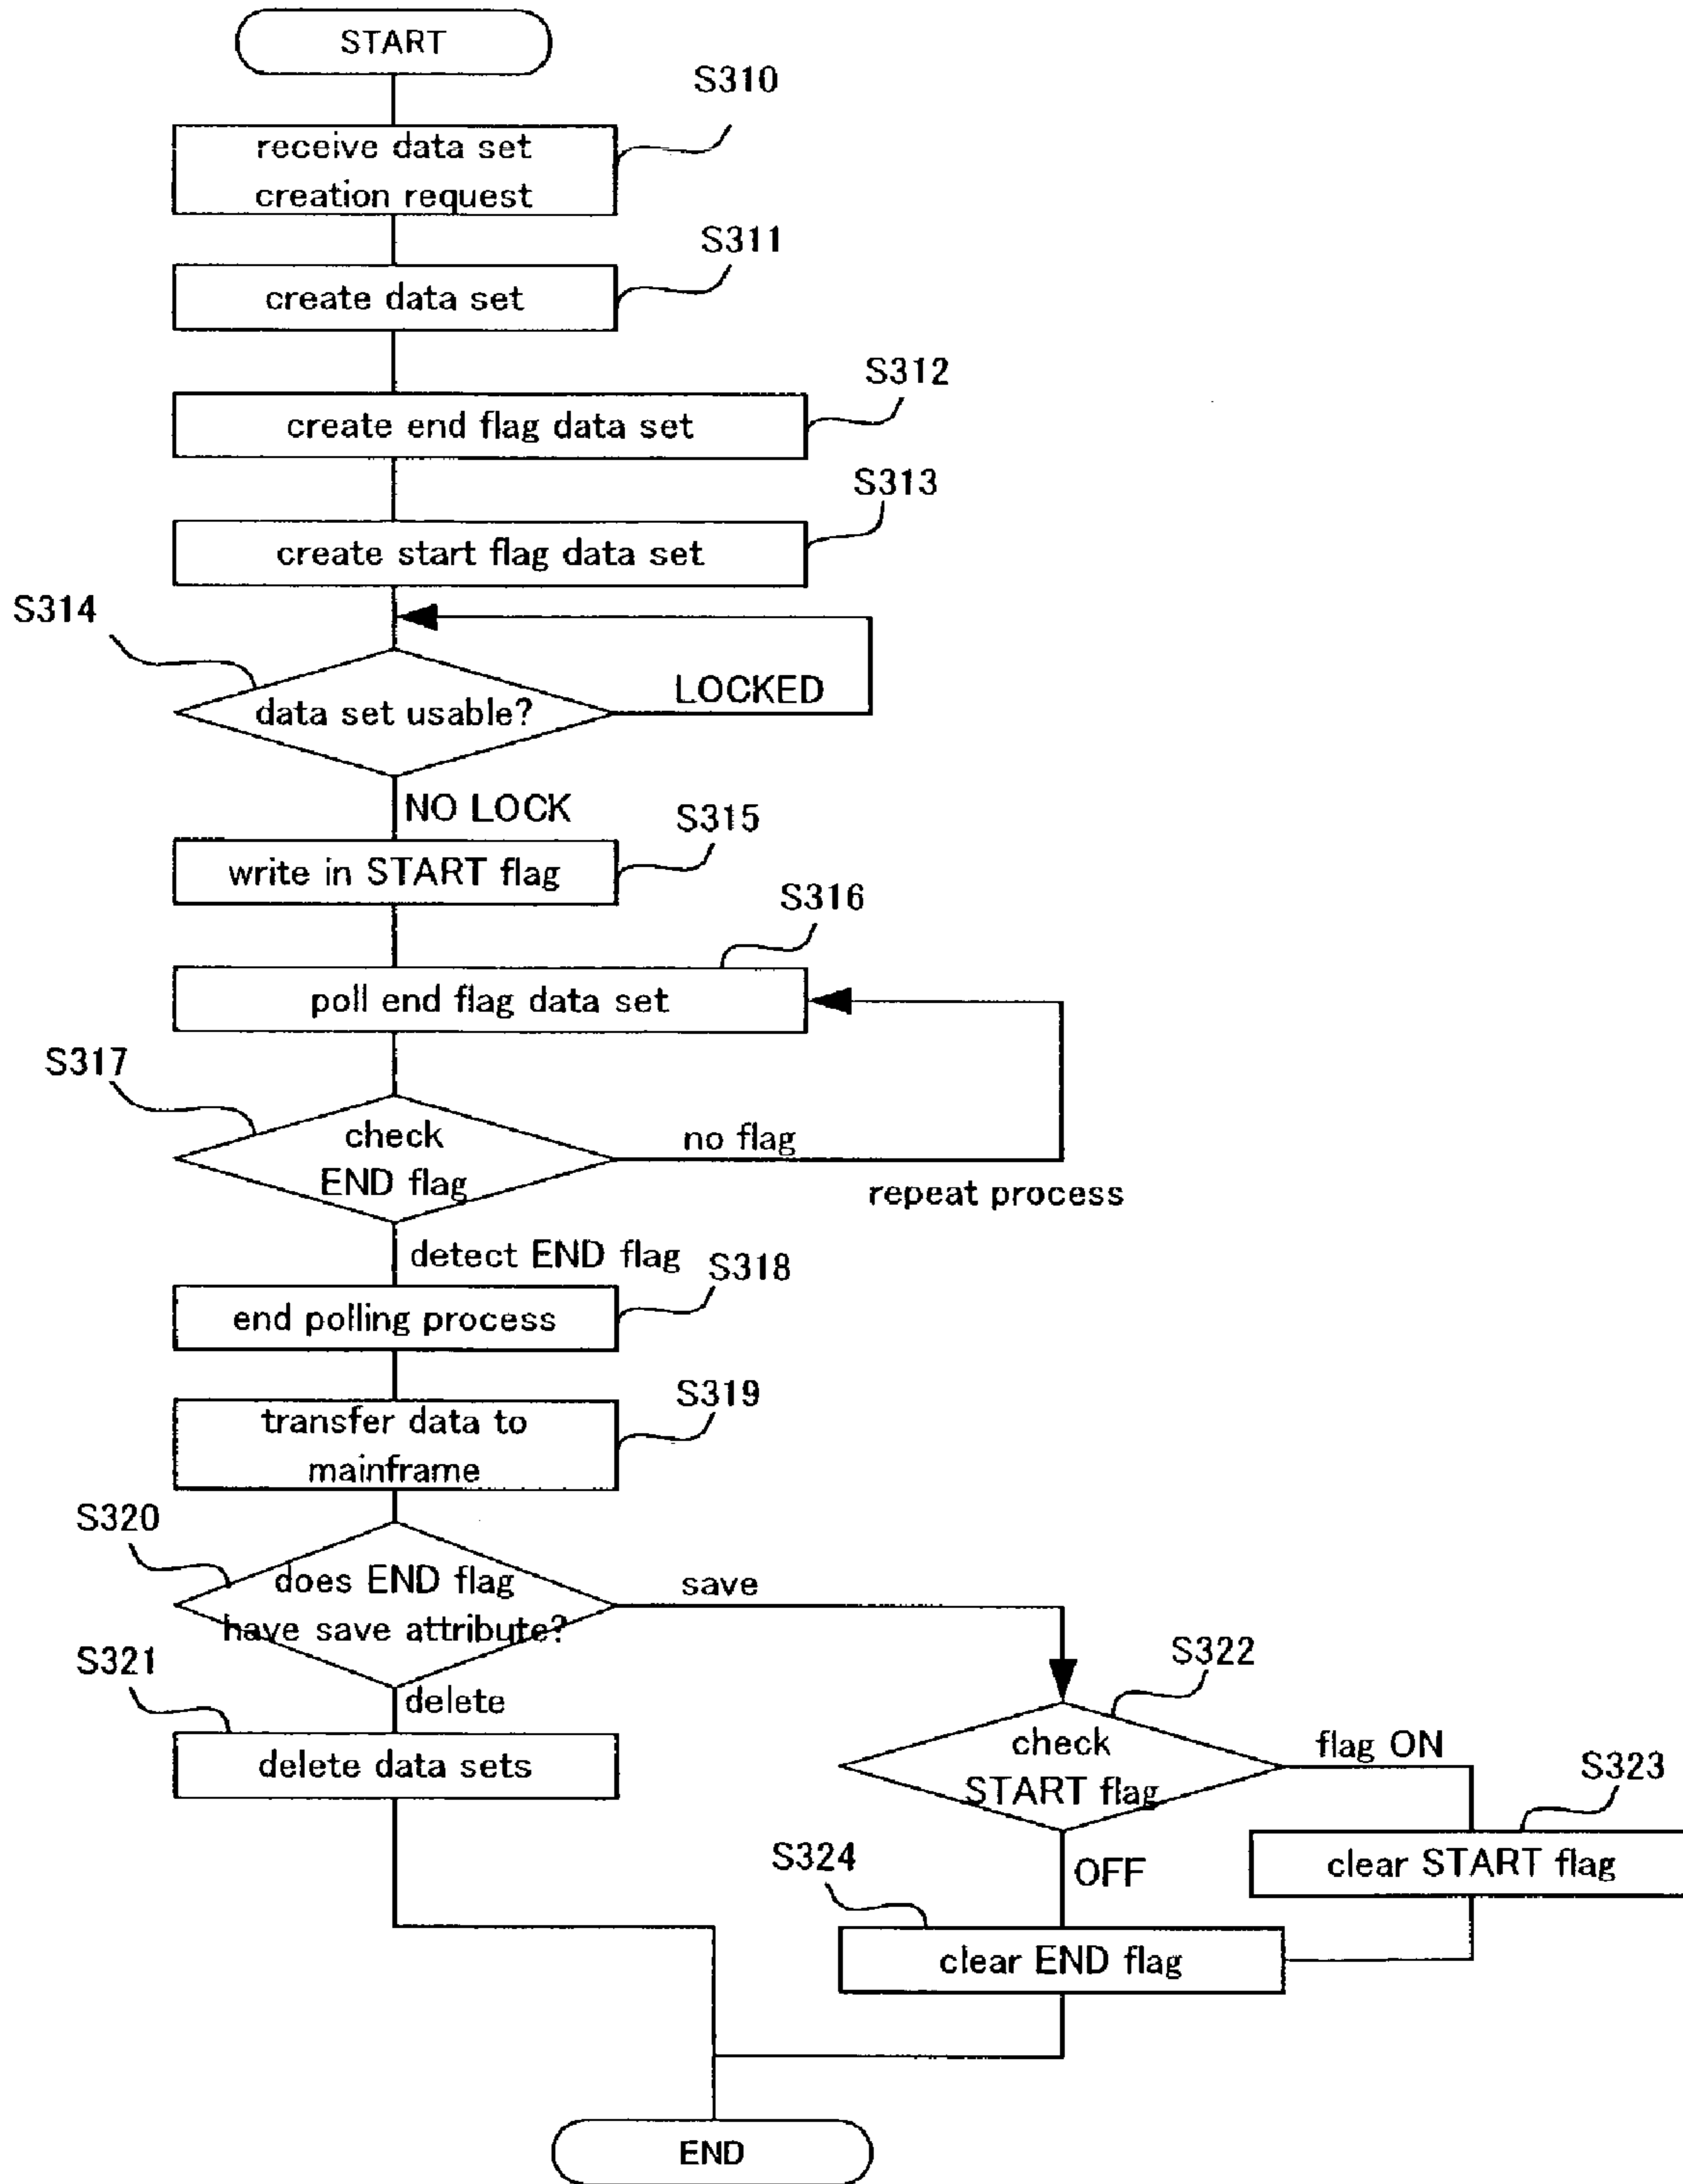 START
S310
receive data set
creation request
S311
create data set
S312
create end flag data set
S313
create start flag data set
S314
data set usable?
LOCKED
NO LOCK
S315
write in START flag
S316
poll end flag data set
S317
check
END flag
no flag
repeat process
detect END flag
S318
end polling process
S319
transfer data to
mainframe
S320
does END flag
have save attribute?
save
S321
delete
delete data sets
S322
check
START flag
flag ON
S323
clear START flag
OFF
S324
clear END flag
END